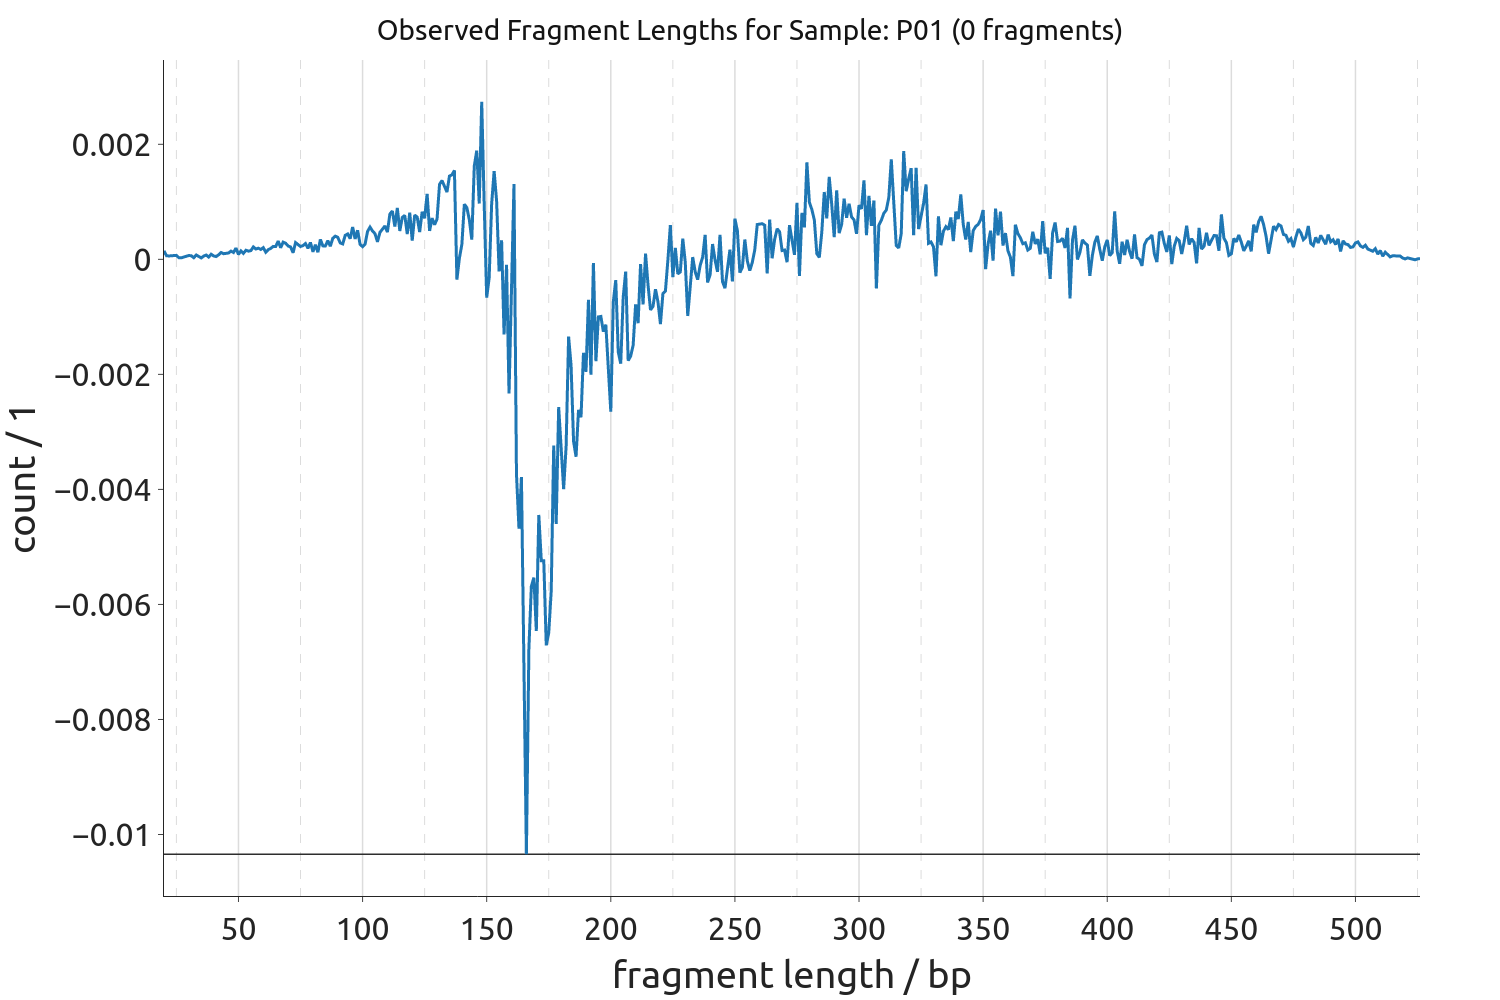 Observed Fragment Lengths for Sample: P01 (0 fragments)
0.002
0
−0.002
−0.004
−0.006
−0.008
−0.01
count / 1
50 100 150 200 250 300 350 400 450 500
fragment length / bp